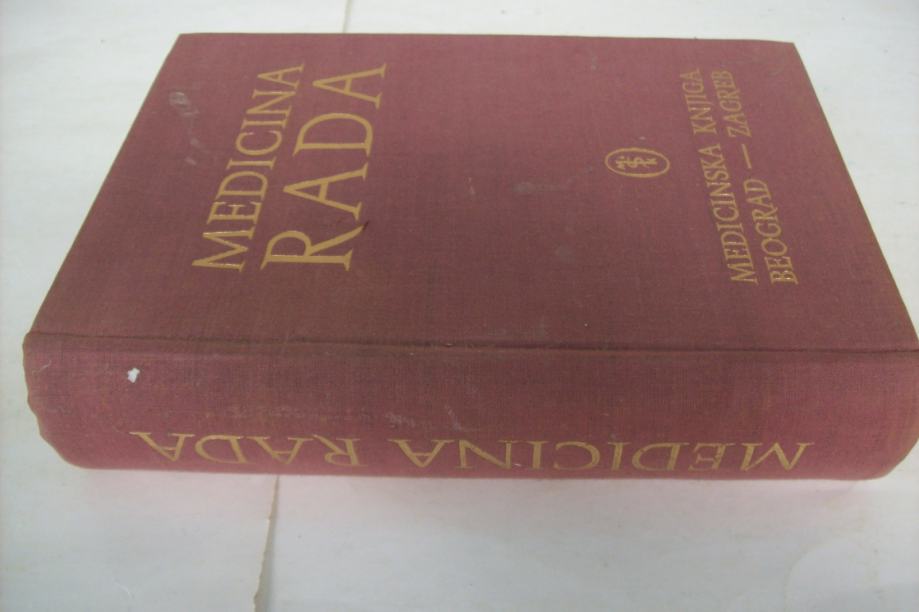 MEDICINA
RADA
MEDICINSKA KNJIGA
BEOGRAD — ZAGREB
MEDICINA RADA